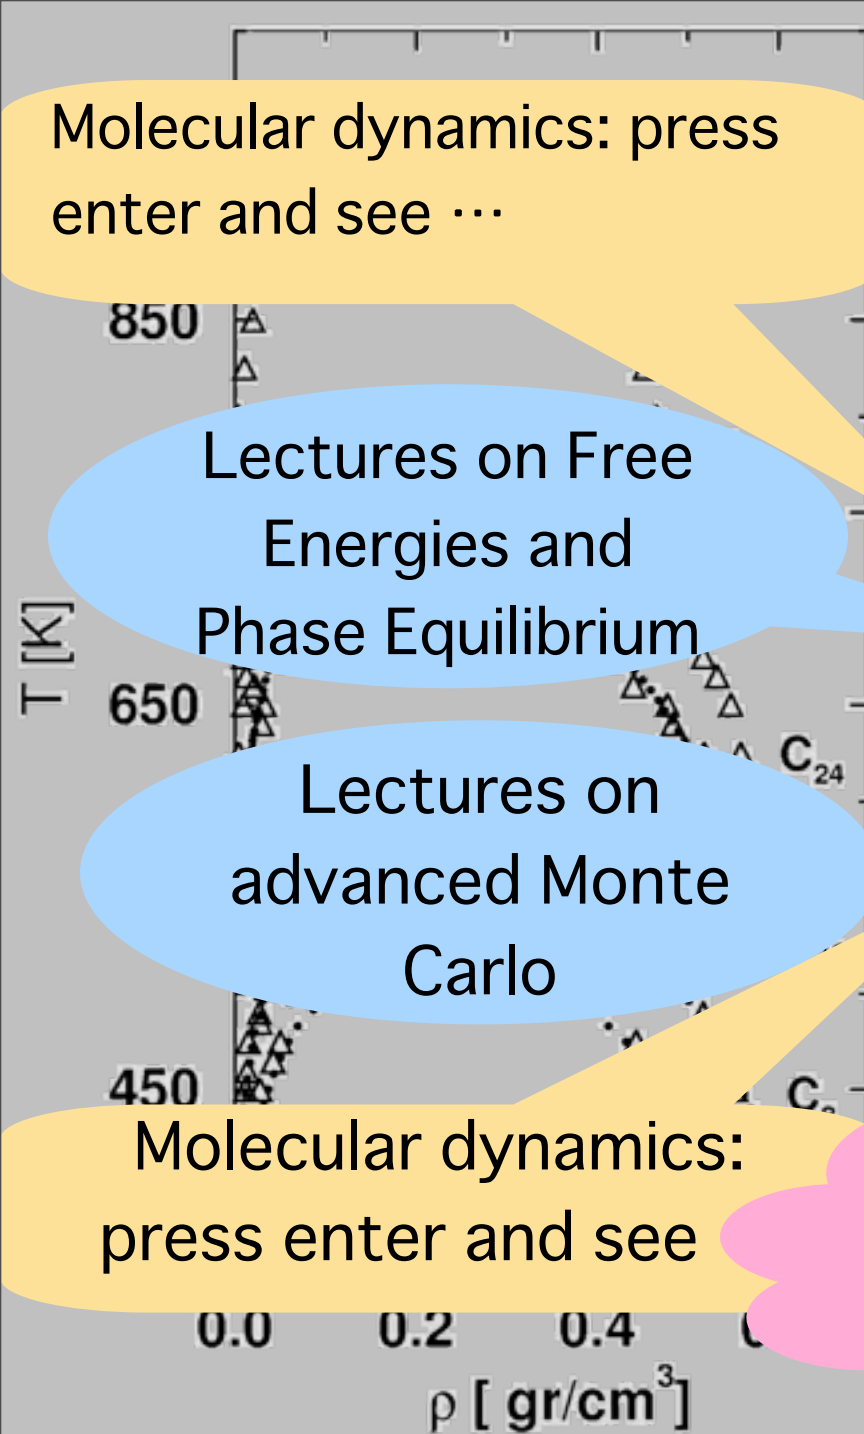 Molecular dynamics: press
enter and see …
850
Lectures on Free
Energies and
Phase Equilibrium
T [K]
650
C24
Lectures on
advanced Monte
Carlo
450
Molecular dynamics:
press enter and see
0.0 0.2 0.4
ρ [ gr/cm³]